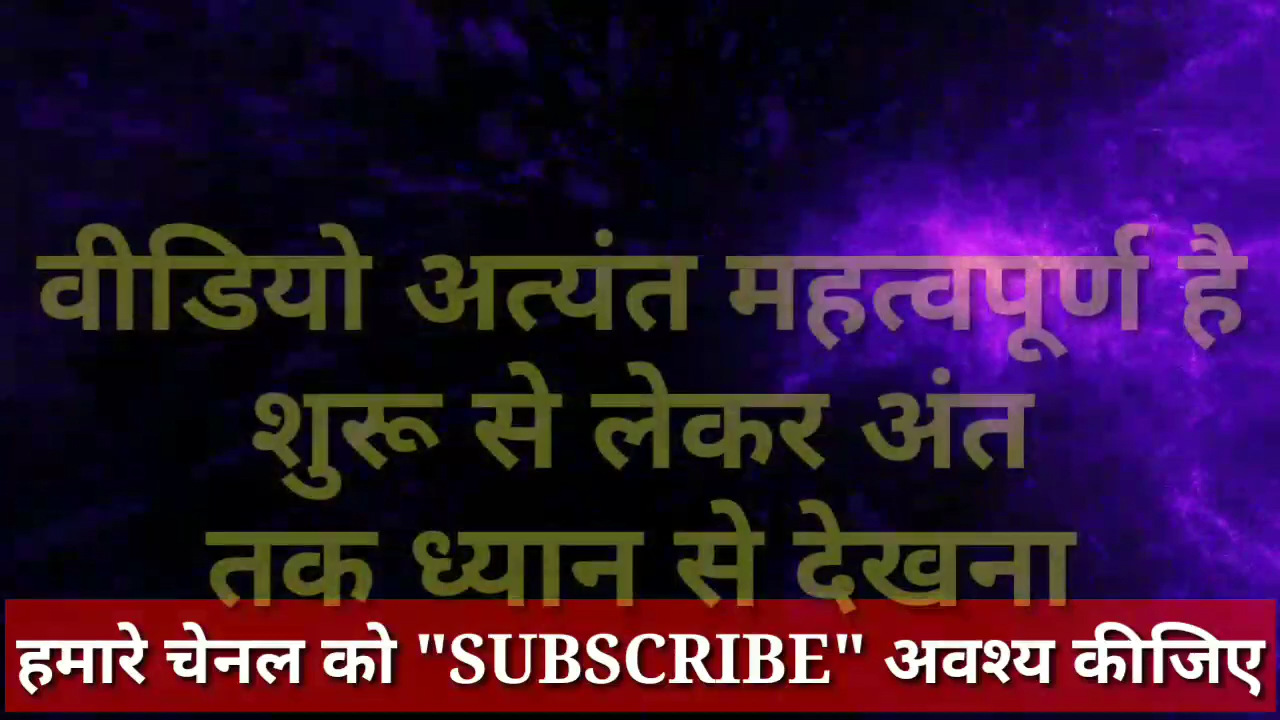 वीडियो अत्यंत महत्वपूर्ण है
शुरू से लेकर अंत
तक ध्यान से देखना
हमारे चेनल को "SUBSCRIBE" अवश्य कीजिए